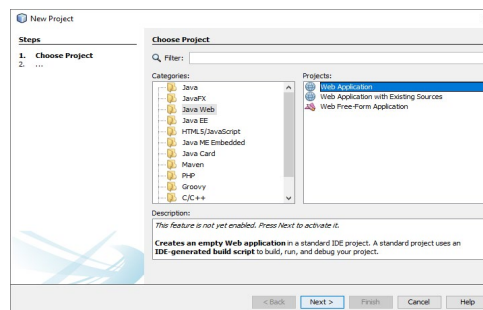 New Project
Steps
1. Choose Project
2. ...
Choose Project
Filter:
Categories:
Java
JavaFX
Java Web
Java EE
HTML5/JavaScript
Java ME Embedded
Java Card
Maven
PHP
Groovy
C/C++
Projects:
Web Application
Web Application with Existing Sources
Web Free-Form Application
Description:
This feature is not yet enabled. Press Next to activate it.
Creates an empty Web application in a standard IDE project. A standard project uses an
IDE-generated build script to build, run, and debug your project.
< Back Next > Finish Cancel Help